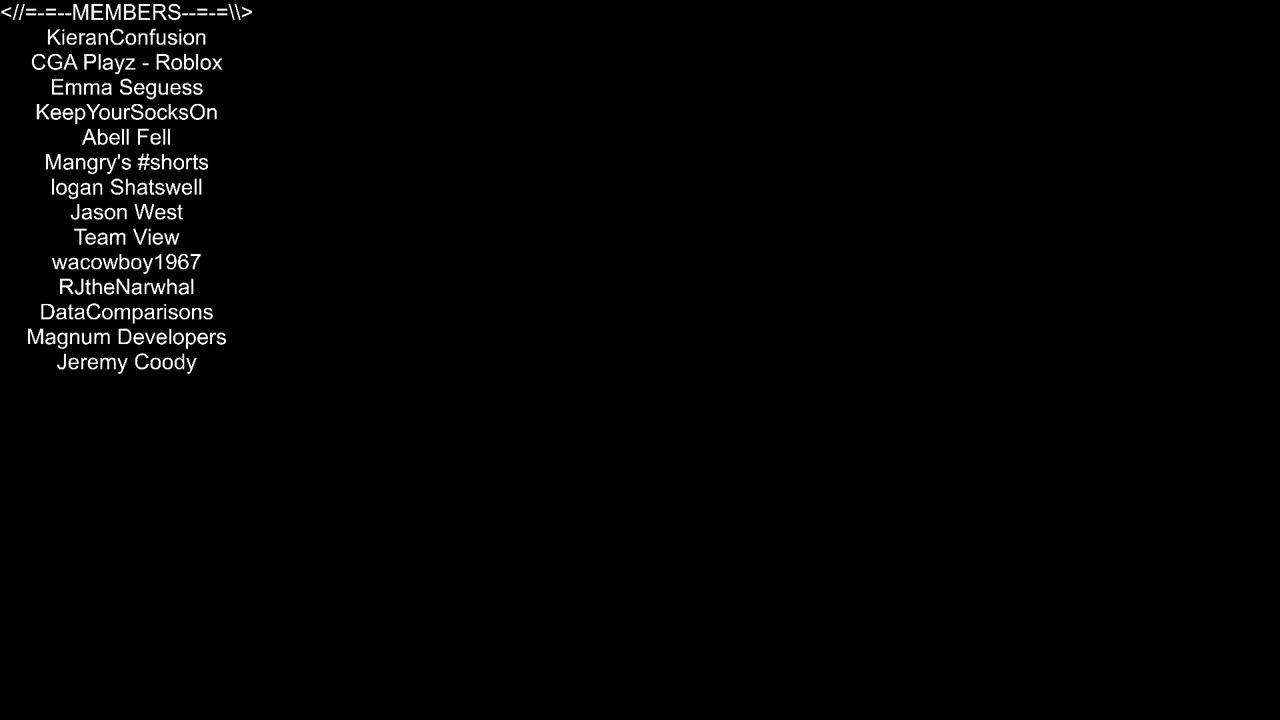 <//=-=--MEMBERS--=-=\\>
KieranConfusion
CGA Playz - Roblox
Emma Seguess
KeepYourSocksOn
Abell Fell
Mangry's #shorts
logan Shatswell
Jason West
Team View
wacowboy1967
RJtheNarwhal
DataComparisons
Magnum Developers
Jeremy Coody